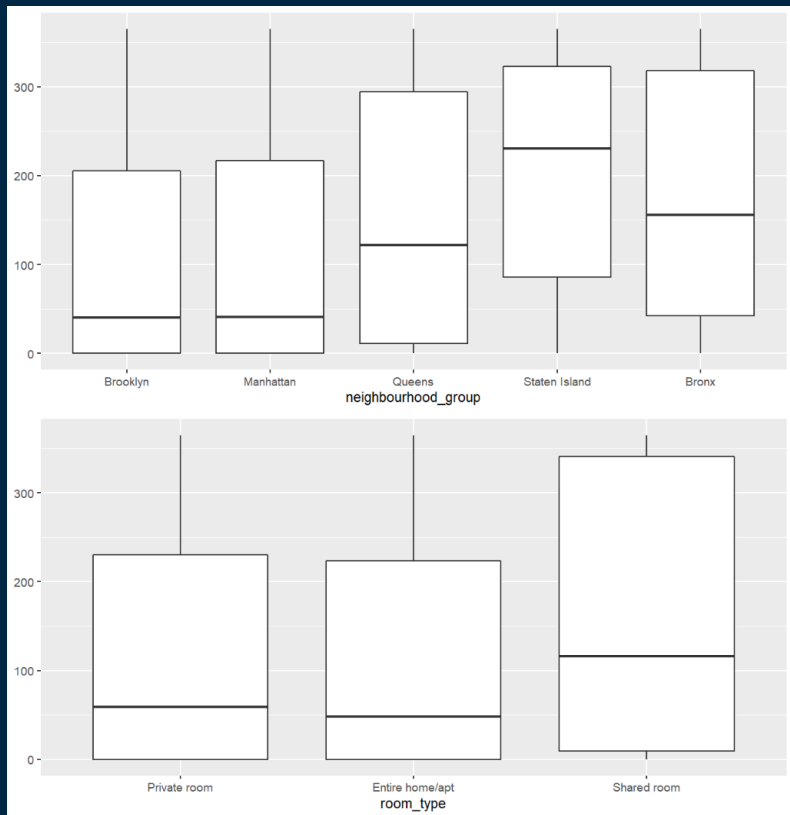 300
200
100
0
Brooklyn Manhattan Queens Staten Island Bronx
neighbourhood_group
300
200
100
0
Private room Entire home/apt Shared room
room_type